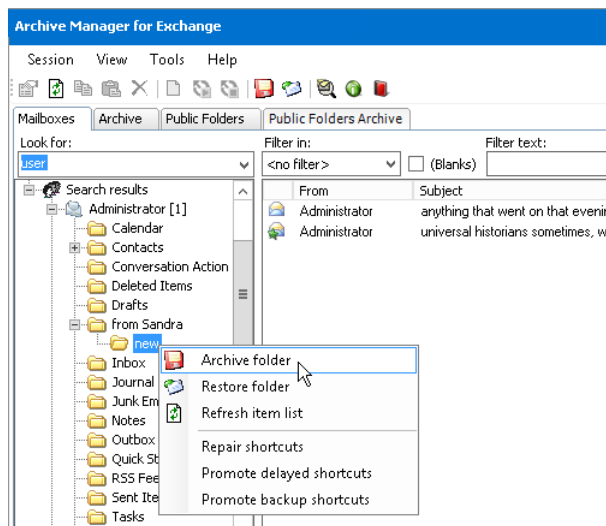 Archive Manager for Exchange
Session View Tools Help
Mailboxes Archive Public Folders Public Folders Archive
Look for: Filter in: Filter text:
user <no filter> (Blanks)
Search results
From Subject
Administrator [1]
Administrator anything that went on that evenin
Calendar
Administrator universal historians sometimes, w
Contacts
Conversation Action
Deleted Items
Drafts
from Sandra
new
Archive folder
Inbox
Restore folder
Journal
Junk Em
Refresh item list
Notes
Outbox
Repair shortcuts
Quick St
Promote delayed shortcuts
RSS Fee
Sent Ite
Promote backup shortcuts
Tasks